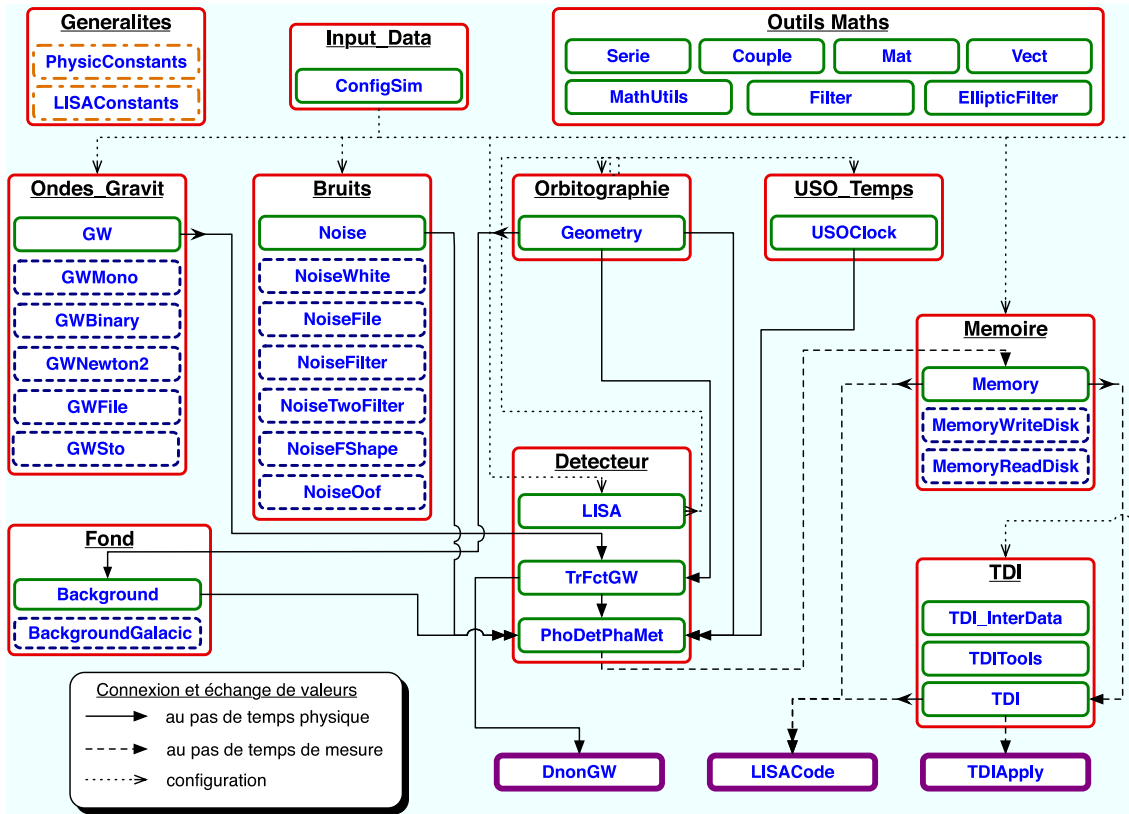 Generalites
PhysicConstants
LISAConstants
Input_Data
ConfigSim
Outils Maths
Serie
Couple
Mat
Vect
MathUtils
Filter
EllipticFilter
Ondes_Gravit
GW
GWMono
GWBinary
GWNewton2
GWFile
GWSto
Bruits
Noise
NoiseWhite
NoiseFile
NoiseFilter
NoiseTwoFilter
NoiseFShape
NoiseOof
Orbitographie
Geometry
USO_Temps
USOClock
Memoire
Memory
MemoryWriteDisk
MemoryReadDisk
Detecteur
LISA
TrFctGW
PhoDetPhaMet
Fond
Background
BackgroundGalacic
TDI
TDI_InterData
TDITools
TDI
Connexion et échange de valeurs
au pas de temps physique
au pas de temps de mesure
configuration
DnonGW
LISACode
TDIApply